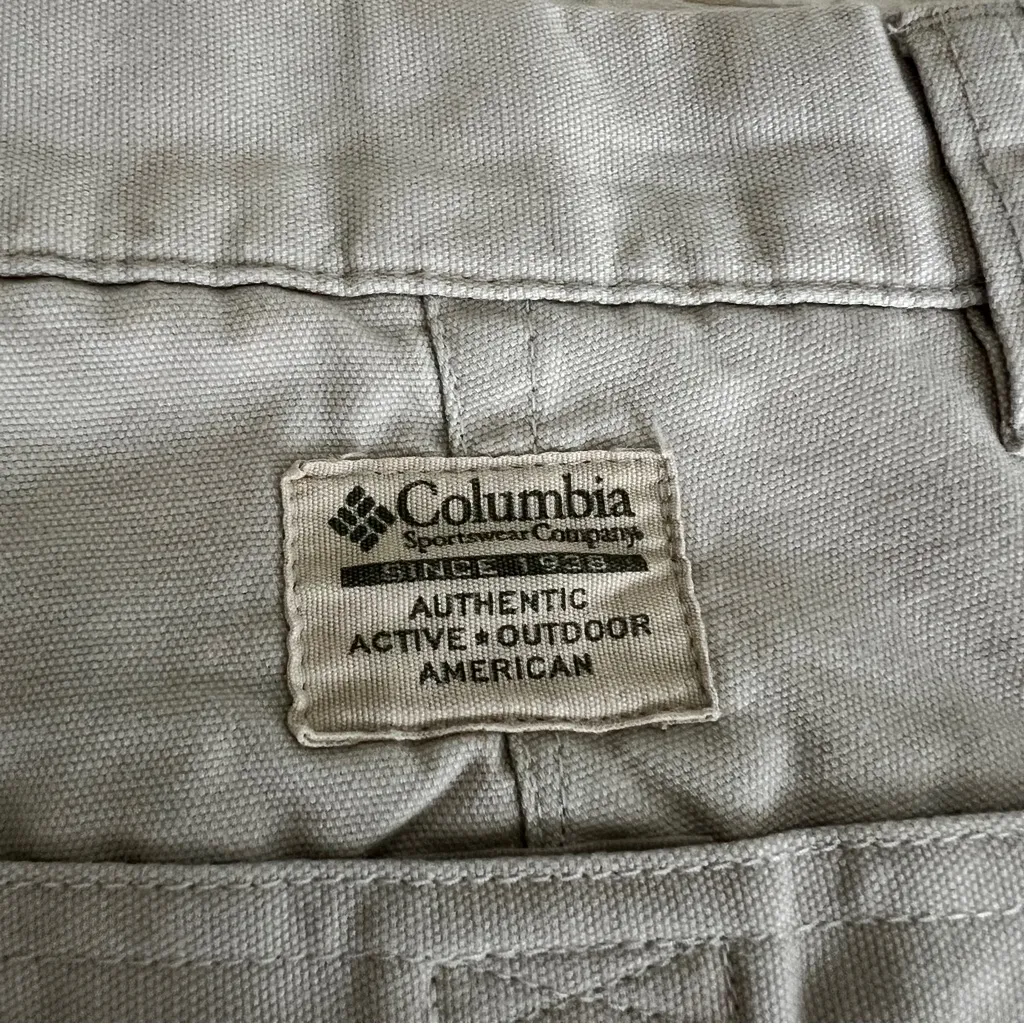 Columbia
Sportswear Company®
SINCE 1938
AUTHENTIC
ACTIVE★OUTDOOR
AMERICAN